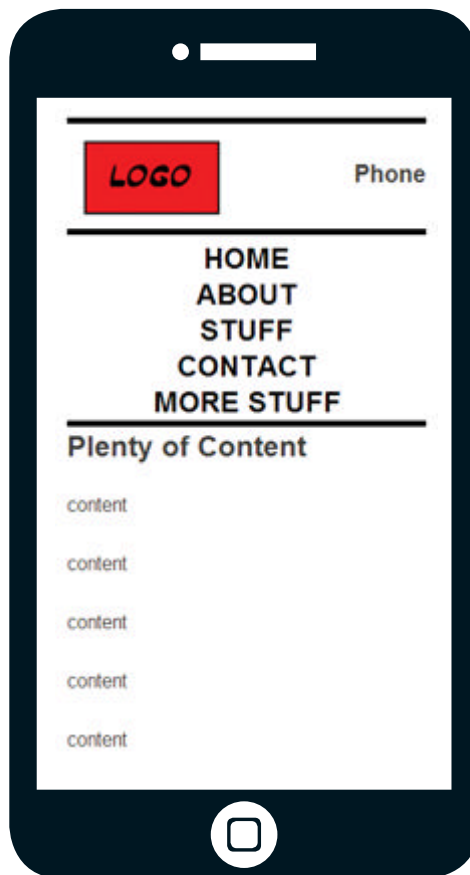 LOGO Phone
HOME
ABOUT
STUFF
CONTACT
MORE STUFF
Plenty of Content
content
content
content
content
content